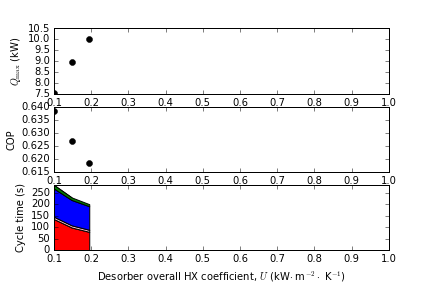 10.5
10.0
9.5
9.0
8.5
8.0
7.5
Q_max (kW)
0.1 0.2 0.3 0.4 0.5 0.6 0.7 0.8 0.9 1.0
0.640
0.635
0.630
0.625
0.620
0.615
COP
0.1 0.2 0.3 0.4 0.5 0.6 0.7 0.8 0.9 1.0
250
200
150
100
50
0
Cycle time (s)
0.1 0.2 0.3 0.4 0.5 0.6 0.7 0.8 0.9 1.0
Desorber overall HX coefficient, U (kW·m⁻²· K⁻¹)